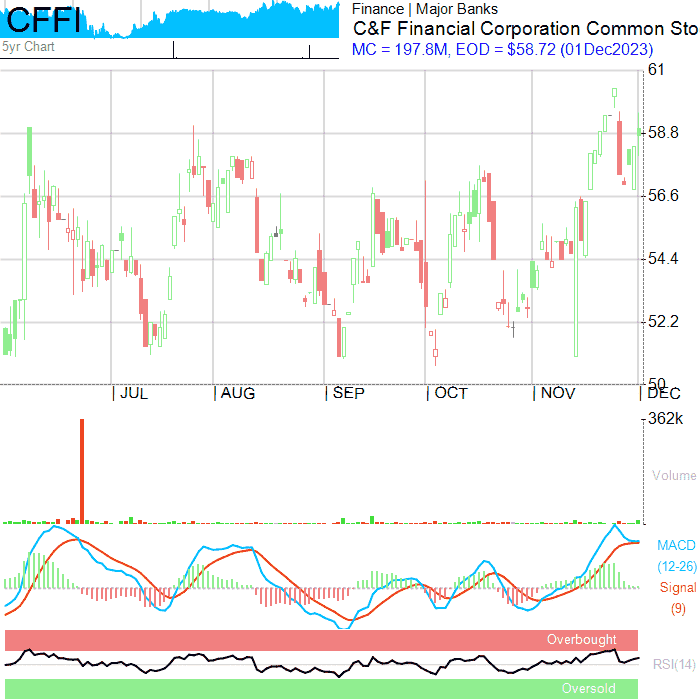 CFFI
Finance | Major Banks
C&F Financial Corporation Common Sto
5yr Chart
MC = 197.8M, EOD = $58.72 (01Dec2023)
61
58.8
56.6
54.4
52.2
50
JUL
AUG
SEP
OCT
NOV
DEC
362k
Volume
MACD
(12-26)
Signal
(9)
Overbought
RSI(14)
Oversold